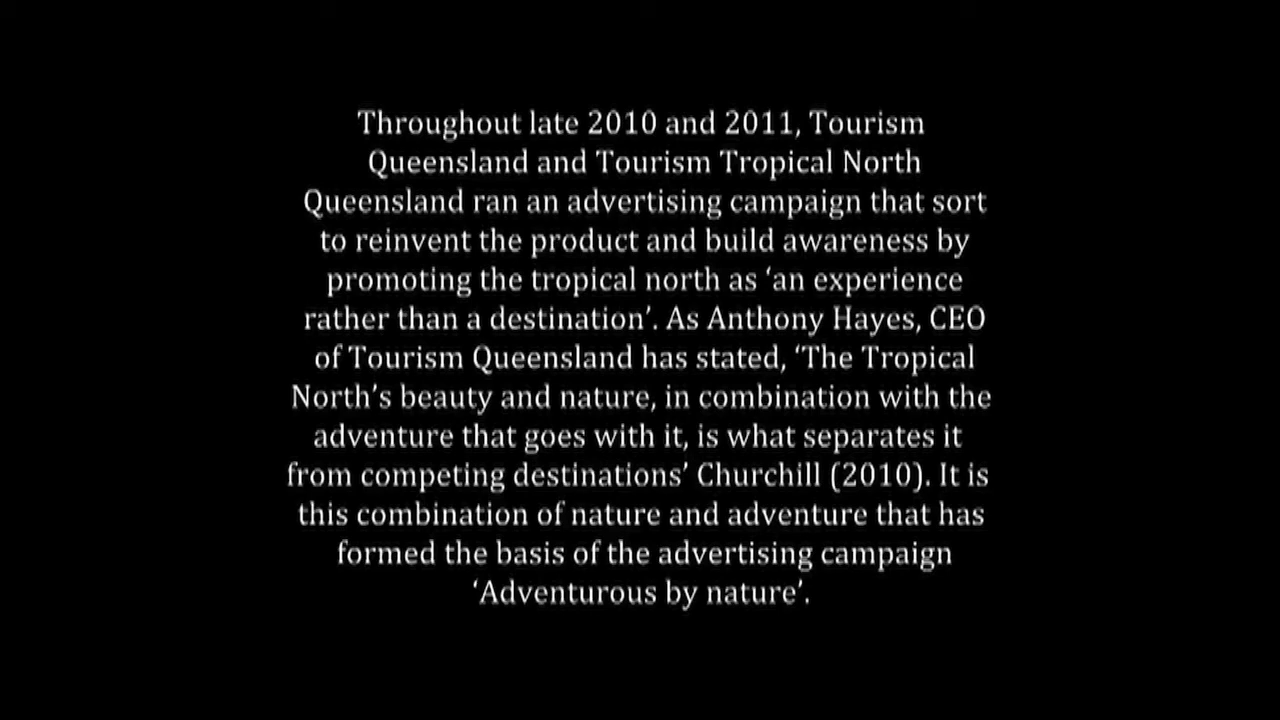 Throughout late 2010 and 2011, Tourism
Queensland and Tourism Tropical North
Queensland ran an advertising campaign that sort
to reinvent the product and build awareness by
promoting the tropical north as ‘an experience
rather than a destination’. As Anthony Hayes, CEO
of Tourism Queensland has stated, ‘The Tropical
North’s beauty and nature, in combination with the
adventure that goes with it, is what separates it
from competing destinations’ Churchill (2010). It is
this combination of nature and adventure that has
formed the basis of the advertising campaign
‘Adventurous by nature’.